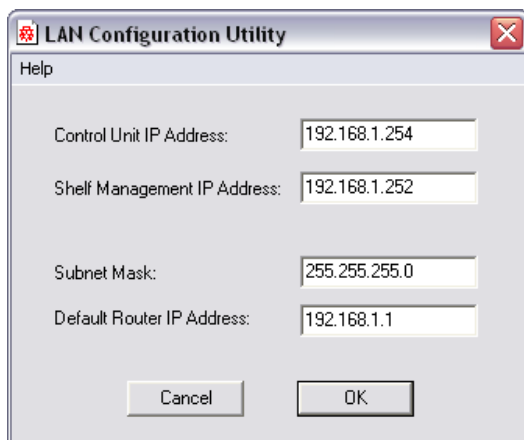 LAN Configuration Utility
Help
Control Unit IP Address: 192.168.1.254
Shelf Management IP Address: 192.168.1.252
Subnet Mask: 255.255.255.0
Default Router IP Address: 192.168.1.1
Cancel OK